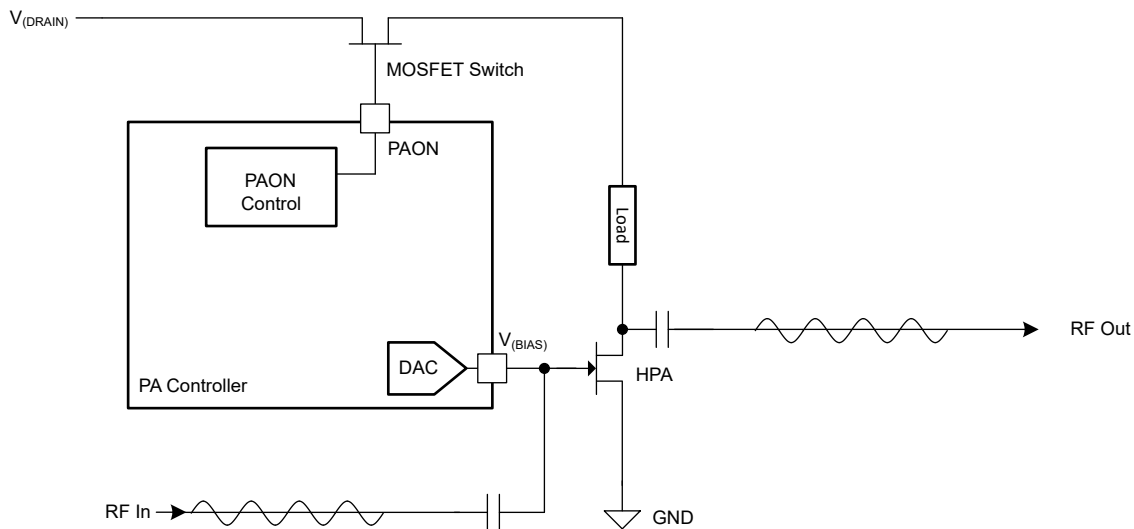 V(DRAIN)
MOSFET Switch
PAON
PAON
Control
Load
V(BIAS)
DAC
PA Controller
HPA
RF Out
RF In
GND